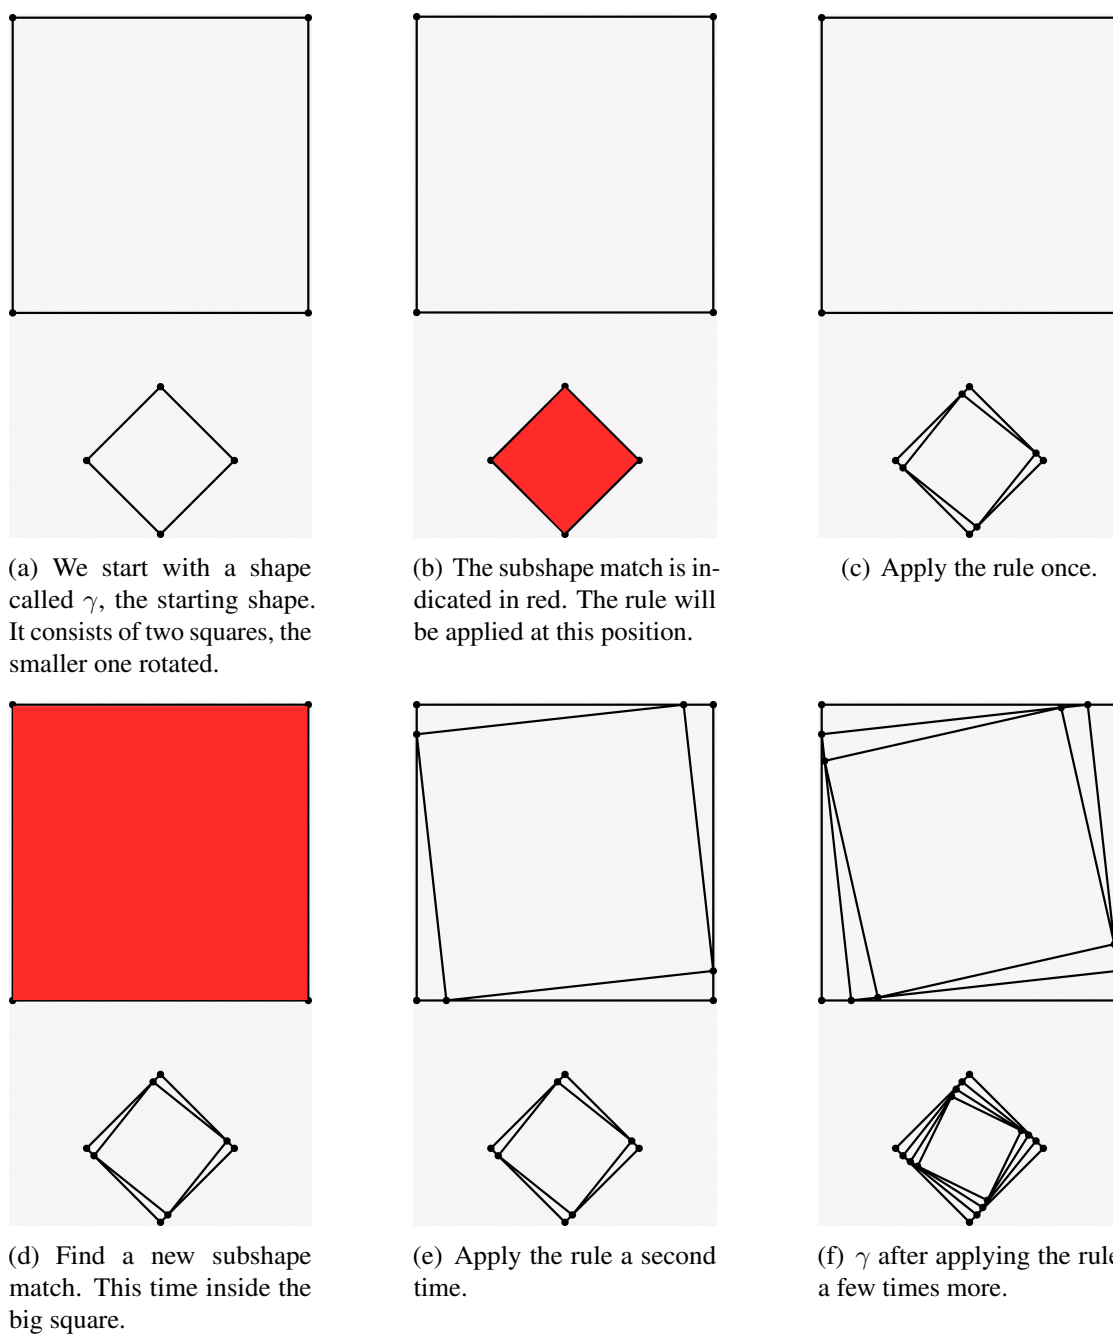 (a) We start with a shape
called γ, the starting shape.
It consists of two squares, the
smaller one rotated.
(b) The subshape match is in-
dicated in red. The rule will
be applied at this position.
(c) Apply the rule once.
(d) Find a new subshape
match. This time inside the
big square.
(e) Apply the rule a second
time.
(f) γ after applying the rule
a few times more.